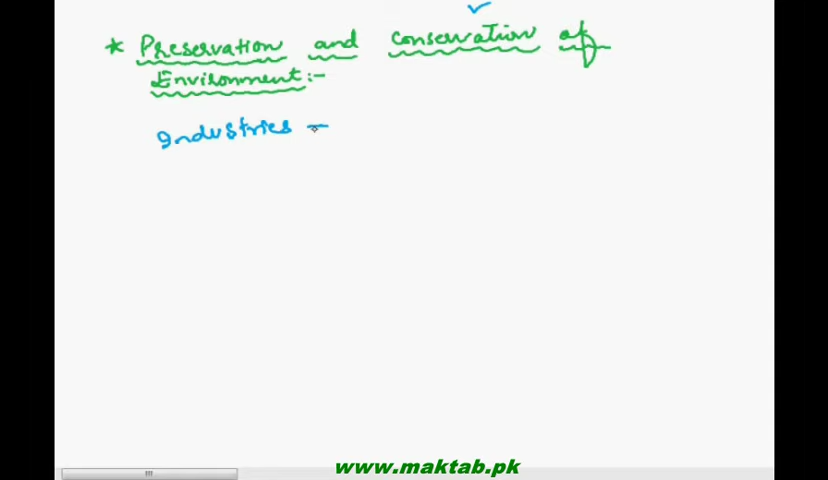 * Preservation and conservation of
Environment:-
Industries -
www.maktab.pk